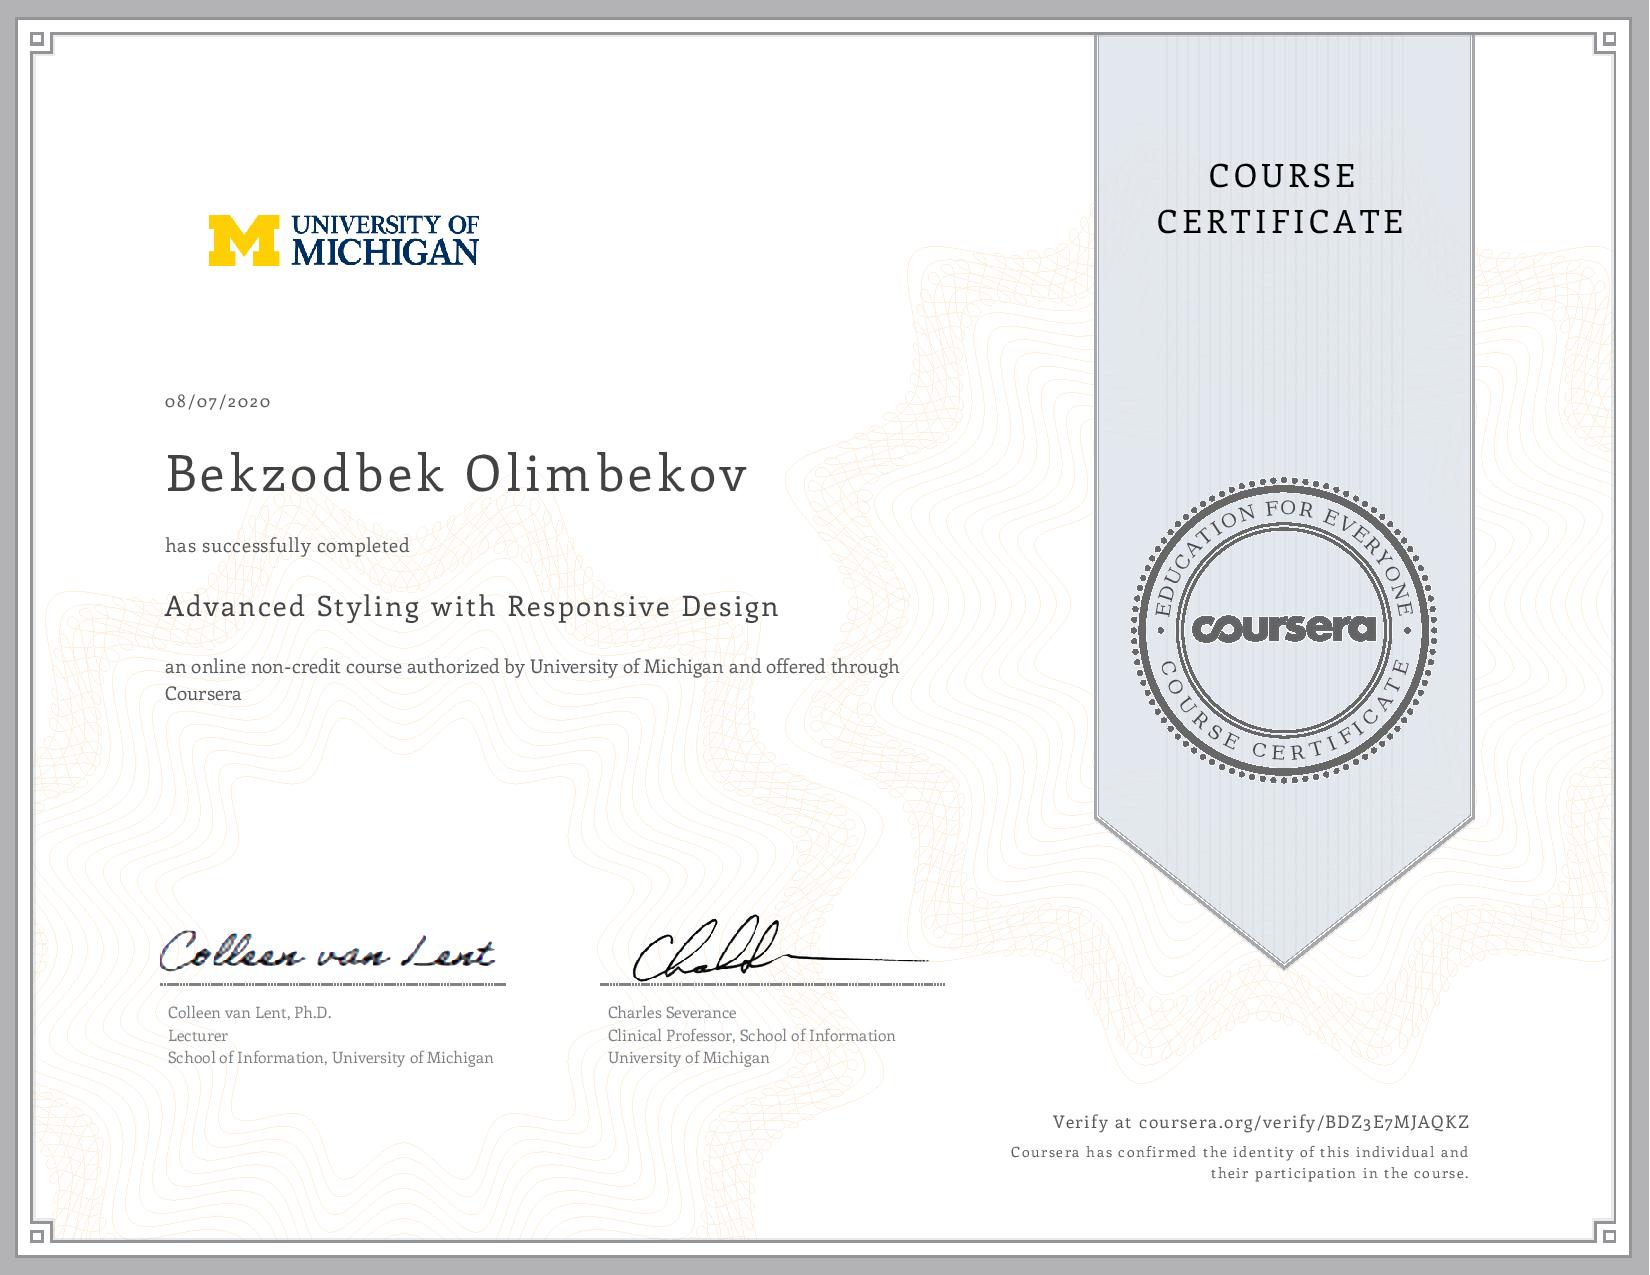 COURSE
CERTIFICATE
UNIVERSITY OF
MICHIGAN
08/07/2020
Bekzodbek Olimbekov
has successfully completed
Advanced Styling with Responsive Design
an online non-credit course authorized by University of Michigan and offered through
Coursera
EDUCATION FOR EVERYONE
coursera
COURSE CERTIFICATE
Colleen van Lent
Colleen van Lent, Ph.D.
Lecturer
School of Information, University of Michigan
Charles Severance
Clinical Professor, School of Information
University of Michigan
Verify at coursera.org/verify/BDZ3E7MJAQKZ
Coursera has confirmed the identity of this individual and
their participation in the course.